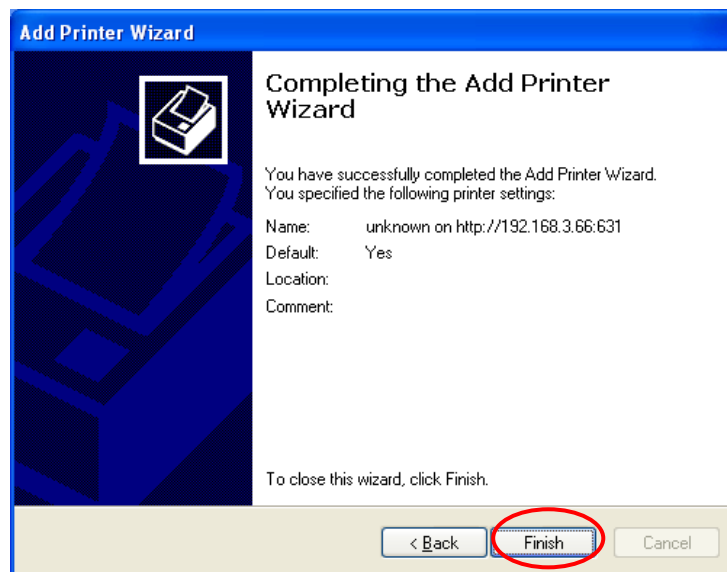 Add Printer Wizard
Completing the Add Printer
Wizard
You have successfully completed the Add Printer Wizard.
You specified the following printer settings:
Name: unknown on http://192.168.3.66:631
Default: Yes
Location:
Comment:
To close this wizard, click Finish.
< Back Finish Cancel